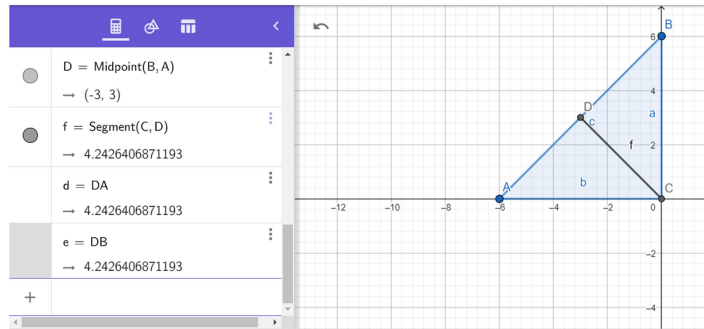 D = Midpoint(B, A)
→ (-3, 3)
f = Segment(C, D)
→ 4.2426406871193
d = DA
→ 4.2426406871193
e = DB
→ 4.2426406871193
+
B
6
4
a
D
c
f
2
b
A
C
-12 -10 -8 -6 -4 -2 0
-2
-4